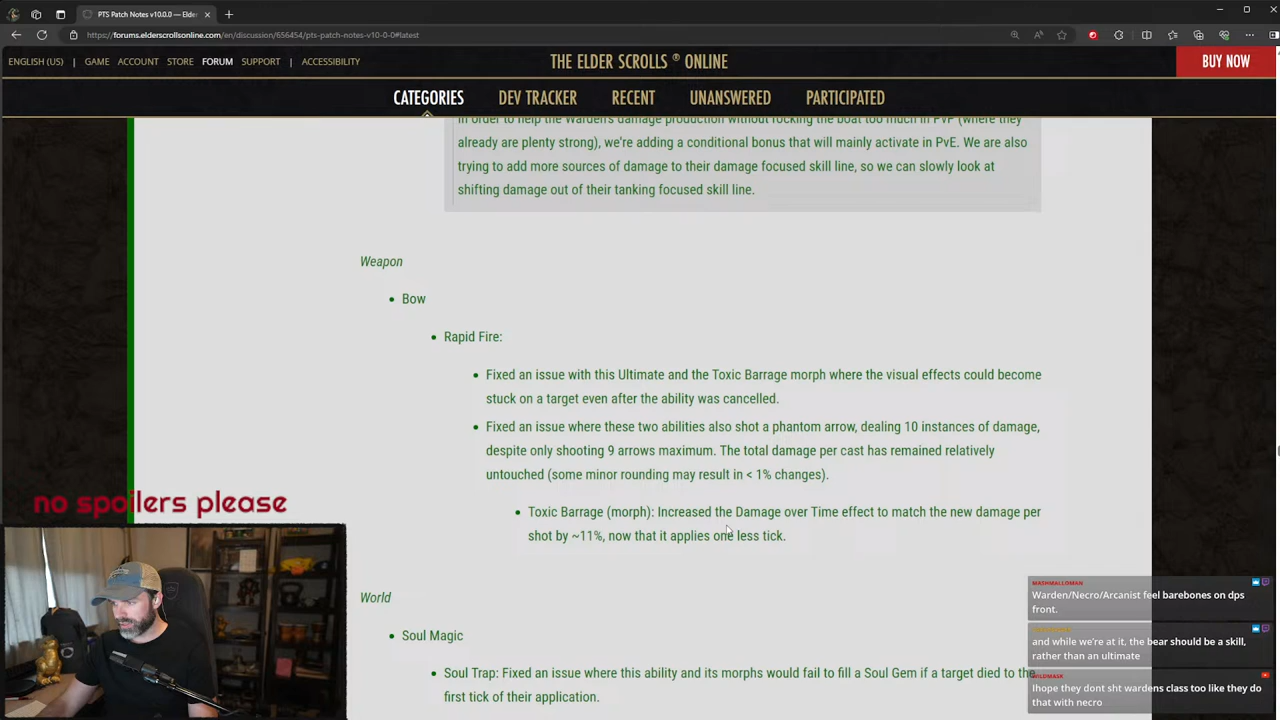 PTS Patch Notes v10.0.0 — Elder
https://forums.elderscrollsonline.com/en/discussion/656454/pts-patch-notes-v10-0-0#latest
ENGLISH (US) GAME ACCOUNT STORE FORUM SUPPORT | ACCESSIBILITY
THE ELDER SCROLLS ® ONLINE
BUY NOW
CATEGORIES DEV TRACKER RECENT UNANSWERED PARTICIPATED
In order to help the Warden's damage production without rocking the boat too much in PvP (where they
already are plenty strong), we're adding a conditional bonus that will mainly activate in PvE. We are also
trying to add more sources of damage to their damage focused skill line, so we can slowly look at
shifting damage out of their tanking focused skill line.
Weapon
• Bow
• Rapid Fire:
• Fixed an issue with this Ultimate and the Toxic Barrage morph where the visual effects could become
stuck on a target even after the ability was cancelled.
• Fixed an issue where these two abilities also shot a phantom arrow, dealing 10 instances of damage,
despite only shooting 9 arrows maximum. The total damage per cast has remained relatively
untouched (some minor rounding may result in < 1% changes).
• Toxic Barrage (morph): Increased the Damage over Time effect to match the new damage per
shot by ~11%, now that it applies one less tick.
World
• Soul Magic
• Soul Trap: Fixed an issue where this ability and its morphs would fail to fill a Soul Gem if a target died to the
first tick of their application.
no spoilers please
MATHMALLOMAN
Warden/Necro/Arcanist feel barebones on dps
front.
and while we're at it, the bear should be a skill,
rather than an ultimate
WILDMASK
Ihope they dont sht wardens class too like they do
that with necro